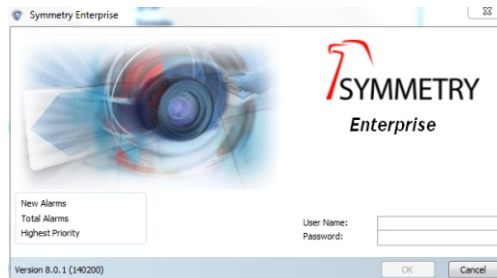 Symmetry Enterprise
SYMMETRY
Enterprise
New Alarms
Total Alarms
Highest Priority
User Name:
Password:
Version 8.0.1 (140200)
OK
Cancel